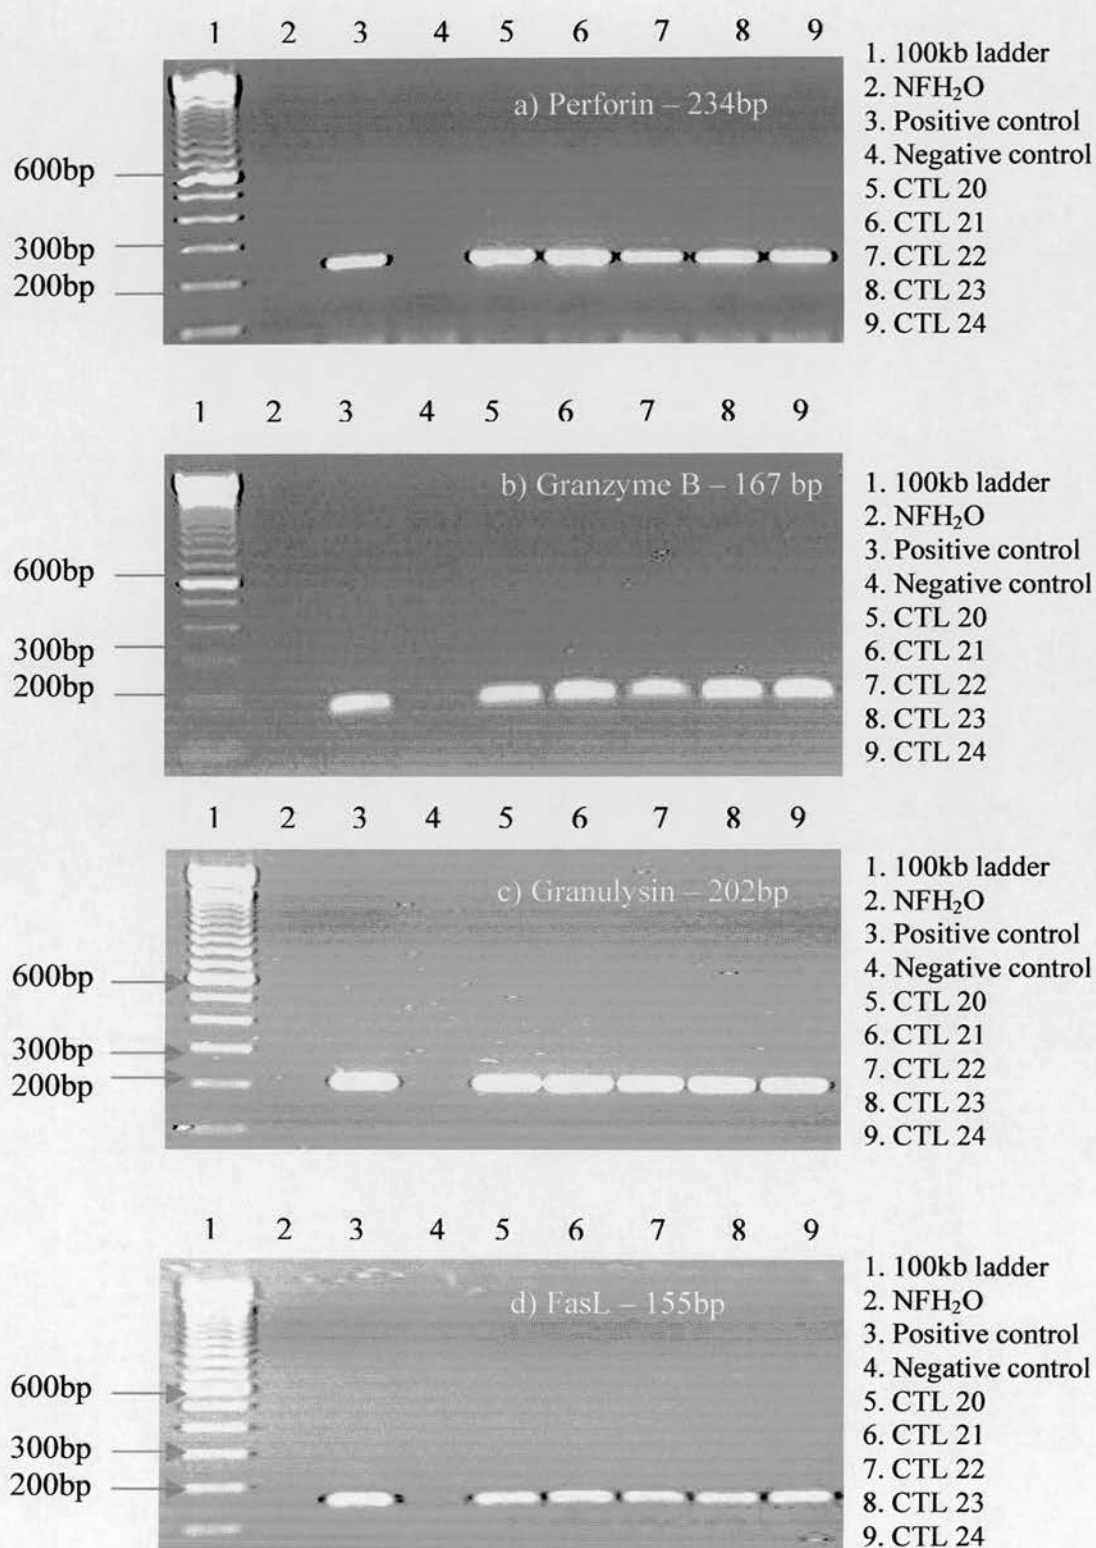 1 2 3 4 5 6 7 8 9
a) Perforin – 234bp
600bp
300bp
200bp
1. 100kb ladder
2. NFH₂O
3. Positive control
4. Negative control
5. CTL 20
6. CTL 21
7. CTL 22
8. CTL 23
9. CTL 24
1 2 3 4 5 6 7 8 9
b) Granzyme B – 167 bp
600bp
300bp
200bp
1. 100kb ladder
2. NFH₂O
3. Positive control
4. Negative control
5. CTL 20
6. CTL 21
7. CTL 22
8. CTL 23
9. CTL 24
1 2 3 4 5 6 7 8 9
c) Granulysin – 202bp
600bp
300bp
200bp
1. 100kb ladder
2. NFH₂O
3. Positive control
4. Negative control
5. CTL 20
6. CTL 21
7. CTL 22
8. CTL 23
9. CTL 24
1 2 3 4 5 6 7 8 9
d) FasL – 155bp
600bp
300bp
200bp
1. 100kb ladder
2. NFH₂O
3. Positive control
4. Negative control
5. CTL 20
6. CTL 21
7. CTL 22
8. CTL 23
9. CTL 24